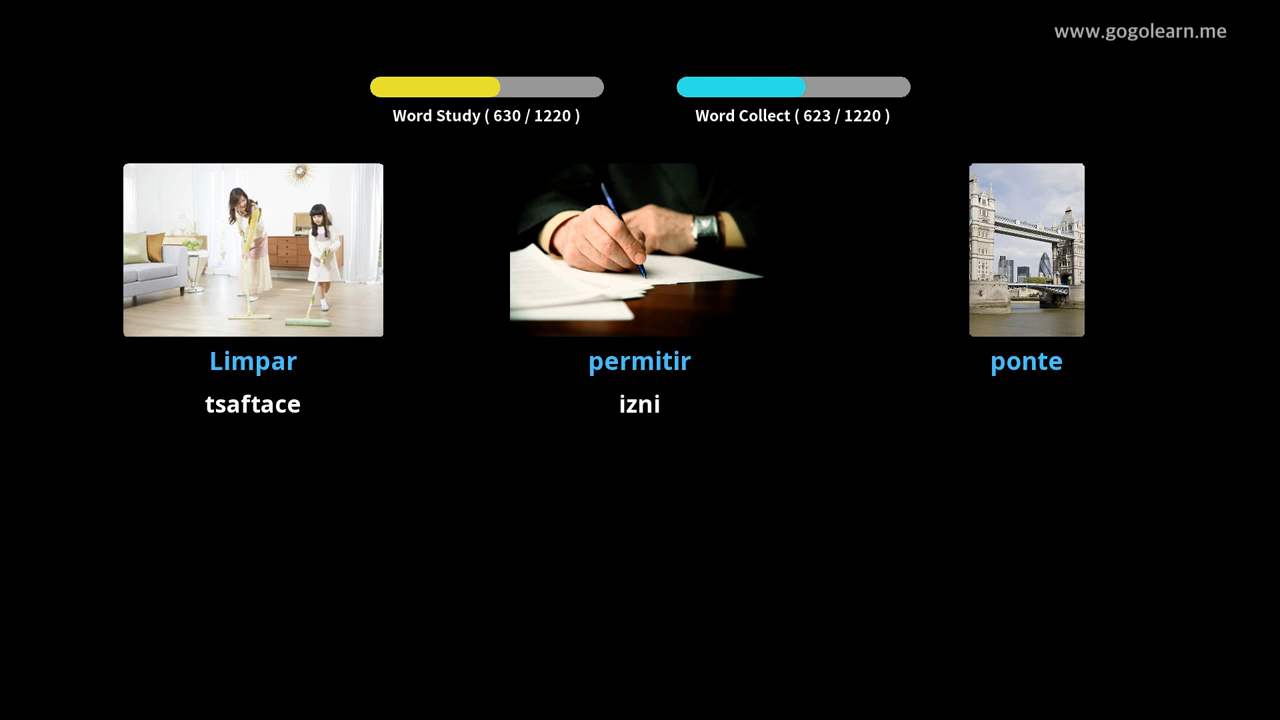 www.gogolearn.me
Word Study ( 630 / 1220 )
Word Collect ( 623 / 1220 )
Limpar
permitir
ponte
tsaftace
izni